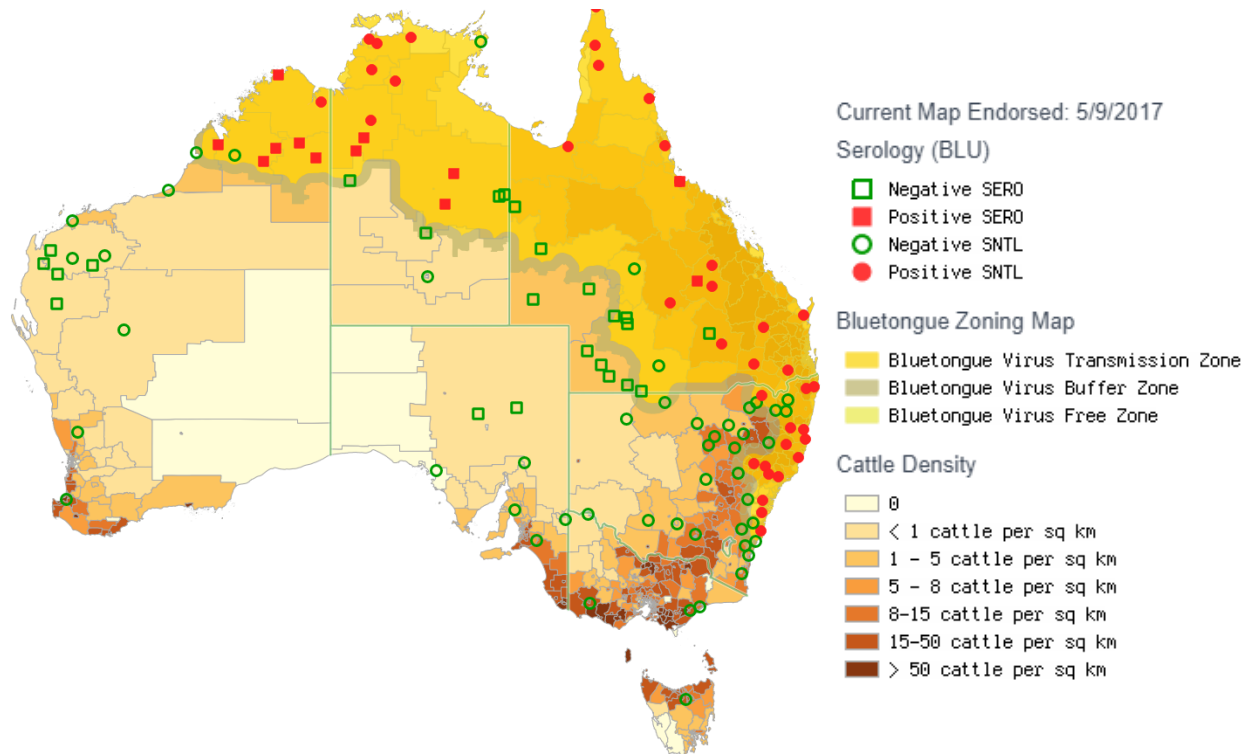 Current Map Endorsed: 5/9/2017
Serology (BLU)
Negative SERO
Positive SERO
Negative SNTL
Positive SNTL
Bluetongue Zoning Map
Bluetongue Virus Transmission Zone
Bluetongue Virus Buffer Zone
Bluetongue Virus Free Zone
Cattle Density
0
< 1 cattle per sq km
1 - 5 cattle per sq km
5 - 8 cattle per sq km
8-15 cattle per sq km
15-50 cattle per sq km
> 50 cattle per sq km